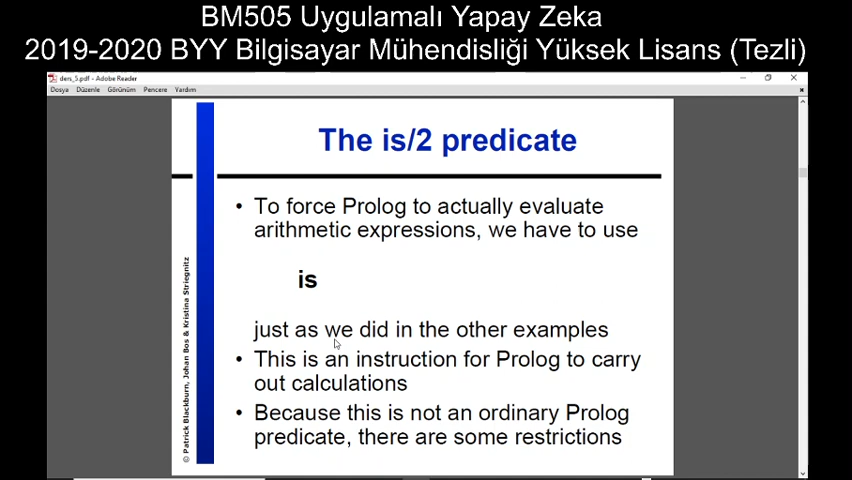 BM505 Uygulamalı Yapay Zeka
2019-2020 BYY Bilgisayar Mühendisliği Yüksek Lisans (Tezli)
ders_5.pdf - Adobe Reader
Dosya Düzenle Görünüm Pencere Yardım
The is/2 predicate
• To force Prolog to actually evaluate
arithmetic expressions, we have to use
is
just as we did in the other examples
• This is an instruction for Prolog to carry
out calculations
• Because this is not an ordinary Prolog
predicate, there are some restrictions
© Patrick Blackburn, Johan Bos & Kristina Striegnitz